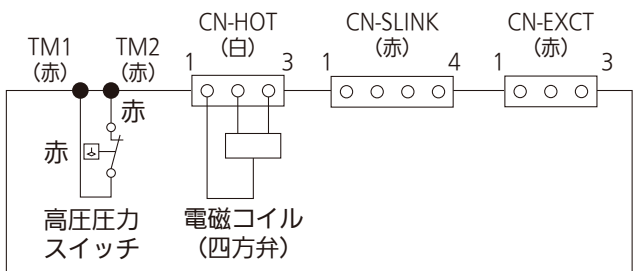 CN-HOT
(白)
CN-SLINK
(赤)
CN-EXCT
(赤)
TM1
(赤)
TM2
(赤)
1
3
1
4
1
3
赤
赤
高圧圧力
スイッチ
電磁コイル
(四方弁)